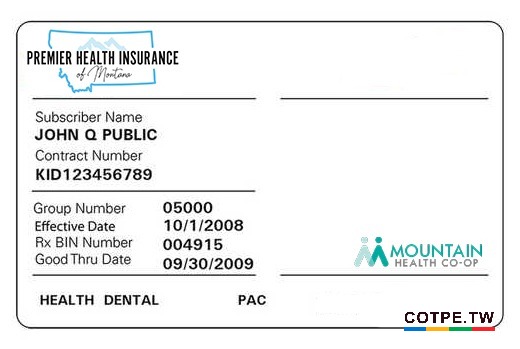 PREMIER HEALTH INSURANCE
of Montana
Subscriber Name
JOHN Q PUBLIC
Contract Number
KID123456789
Group Number 05000
Effective Date 10/1/2008
Rx BIN Number 004915
Good Thru Date 09/30/2009
MOUNTAIN
HEALTH CO-OP
HEALTH DENTAL PAC
COTPE.TW